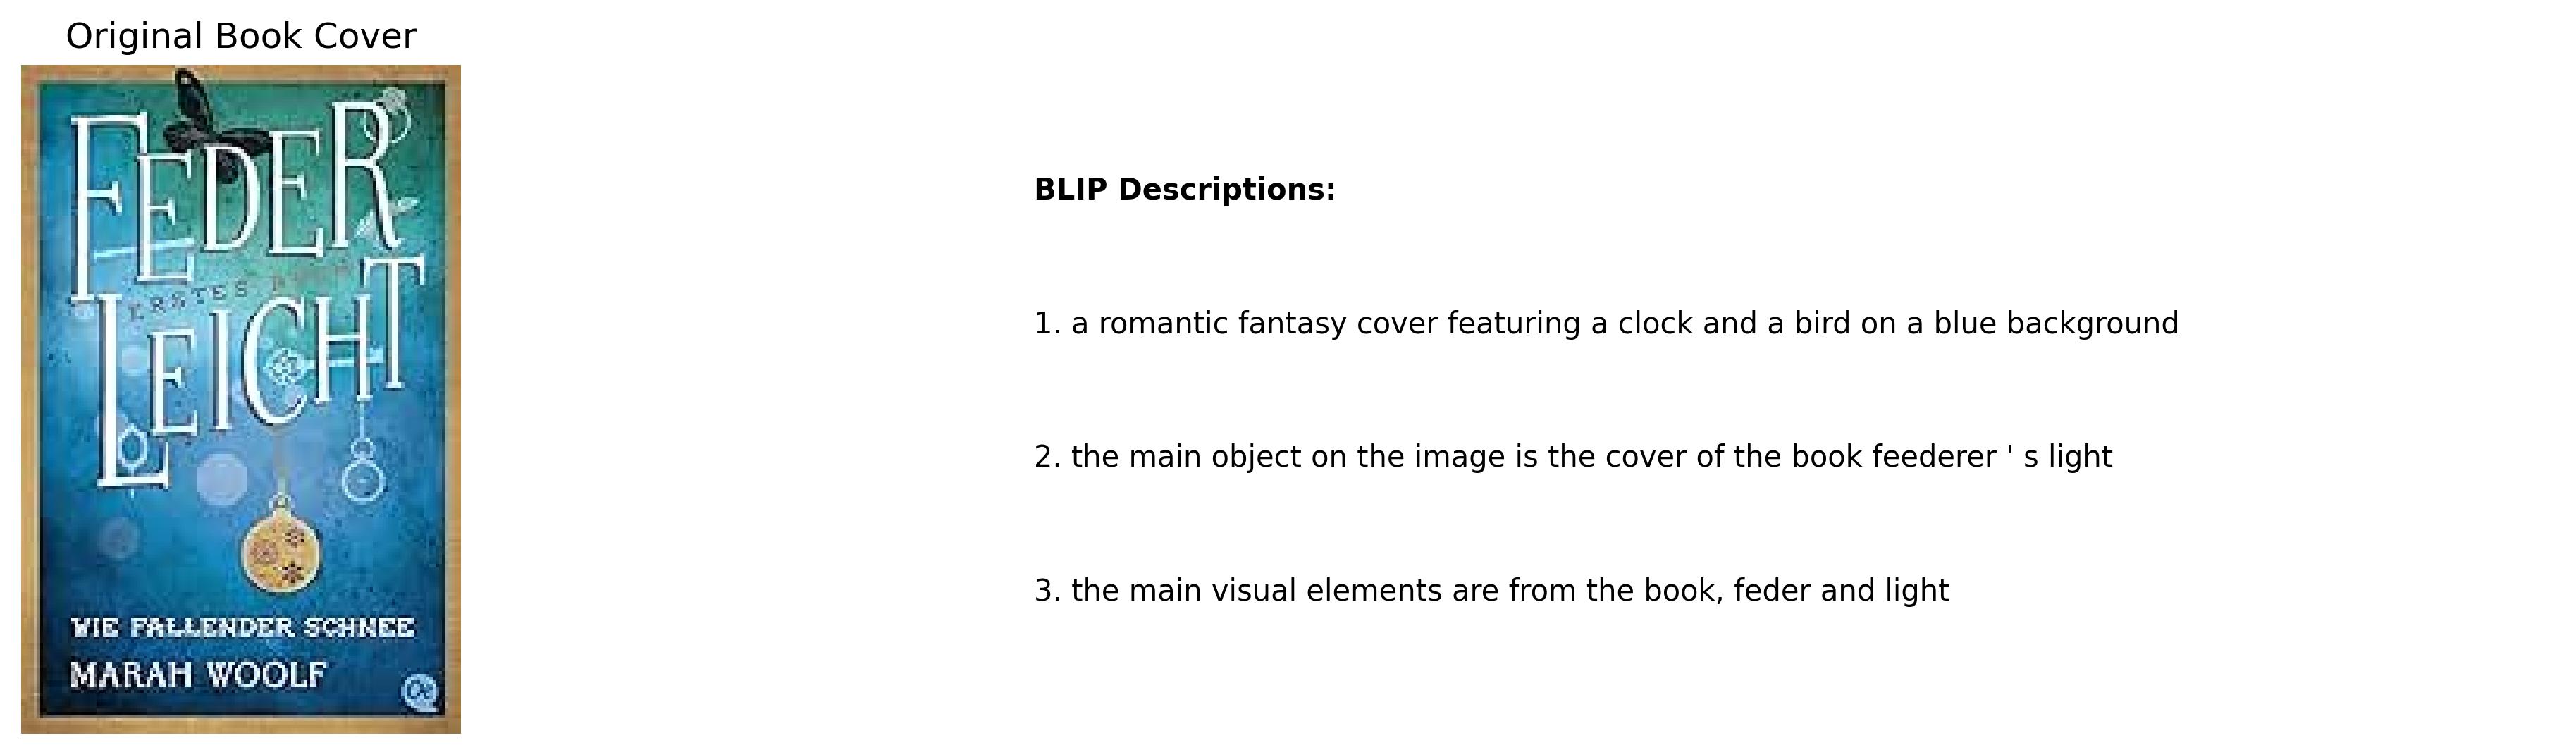 Original Book Cover
FEDER
ERSTES
LEICHT
WIE FALLENDER SCHNEE
MARAH WOOLF
Oe
BLIP Descriptions:
1. a romantic fantasy cover featuring a clock and a bird on a blue background
2. the main object on the image is the cover of the book feederer ' s light
3. the main visual elements are from the book, feder and light